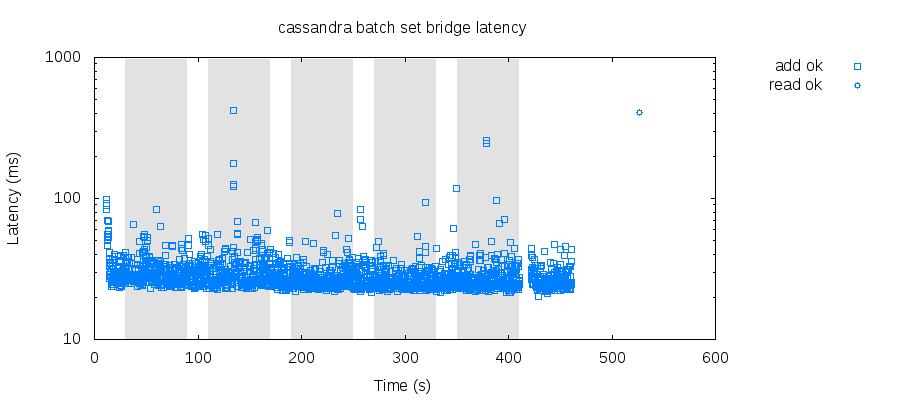 cassandra batch set bridge latency
add ok
read ok
Latency (ms)
1000
100
10
0 100 200 300 400 500 600
Time (s)